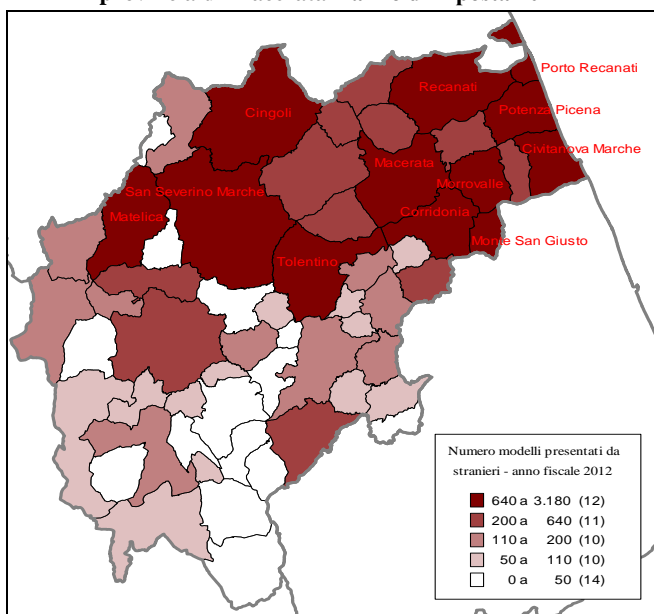 Porto Recanati
Recanati
Cingoli
Potenza Picena
Civitanova Marche
Macerata
San Severino Marche
Morrovalle
Matelica
Corridonia
Monte San Giusto
Tolentino
Numero modelli presentati da
stranieri - anno fiscale 2012
640 a 3.180 (12)
200 a 640 (11)
110 a 200 (10)
50 a 110 (10)
0 a 50 (14)